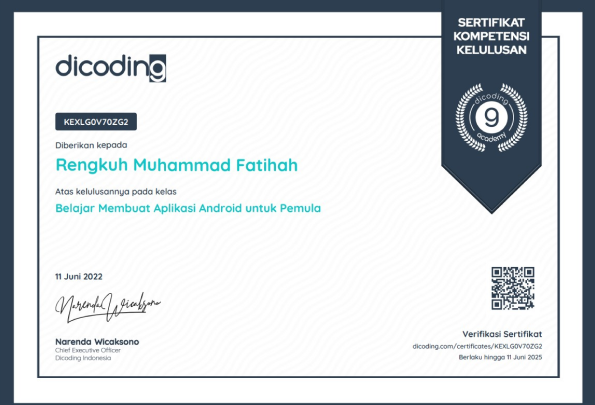 SERTIFIKAT
KOMPETENSI
KELULUSAN
dicoding
dicoding
9
academy
KEXLG0V70ZG2
Diberikan kepada
Rengkuh Muhammad Fatihah
Atas kelulusannya pada kelas
Belajar Membuat Aplikasi Android untuk Pemula
11 Juni 2022
Narenda Wicaksono
Narenda Wicaksono
Chief Executive Officer
Dicoding Indonesia
Verifikasi Sertifikat
dicoding.com/certificates/KEXLG0V70ZG2
Berlaku hingga 11 Juni 2025